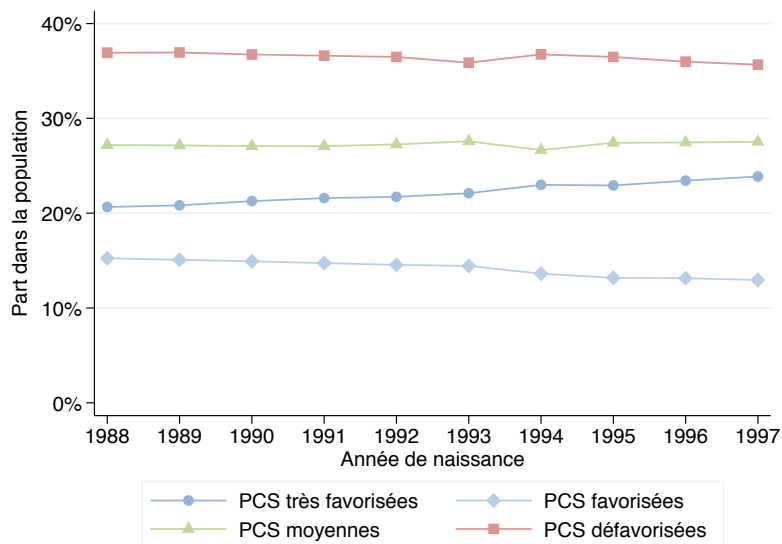 40%
30%
20%
10%
0%
Part dans la population
1988 1989 1990 1991 1992 1993 1994 1995 1996 1997
Année de naissance
PCS très favorisées PCS favorisées
PCS moyennes PCS défavorisées